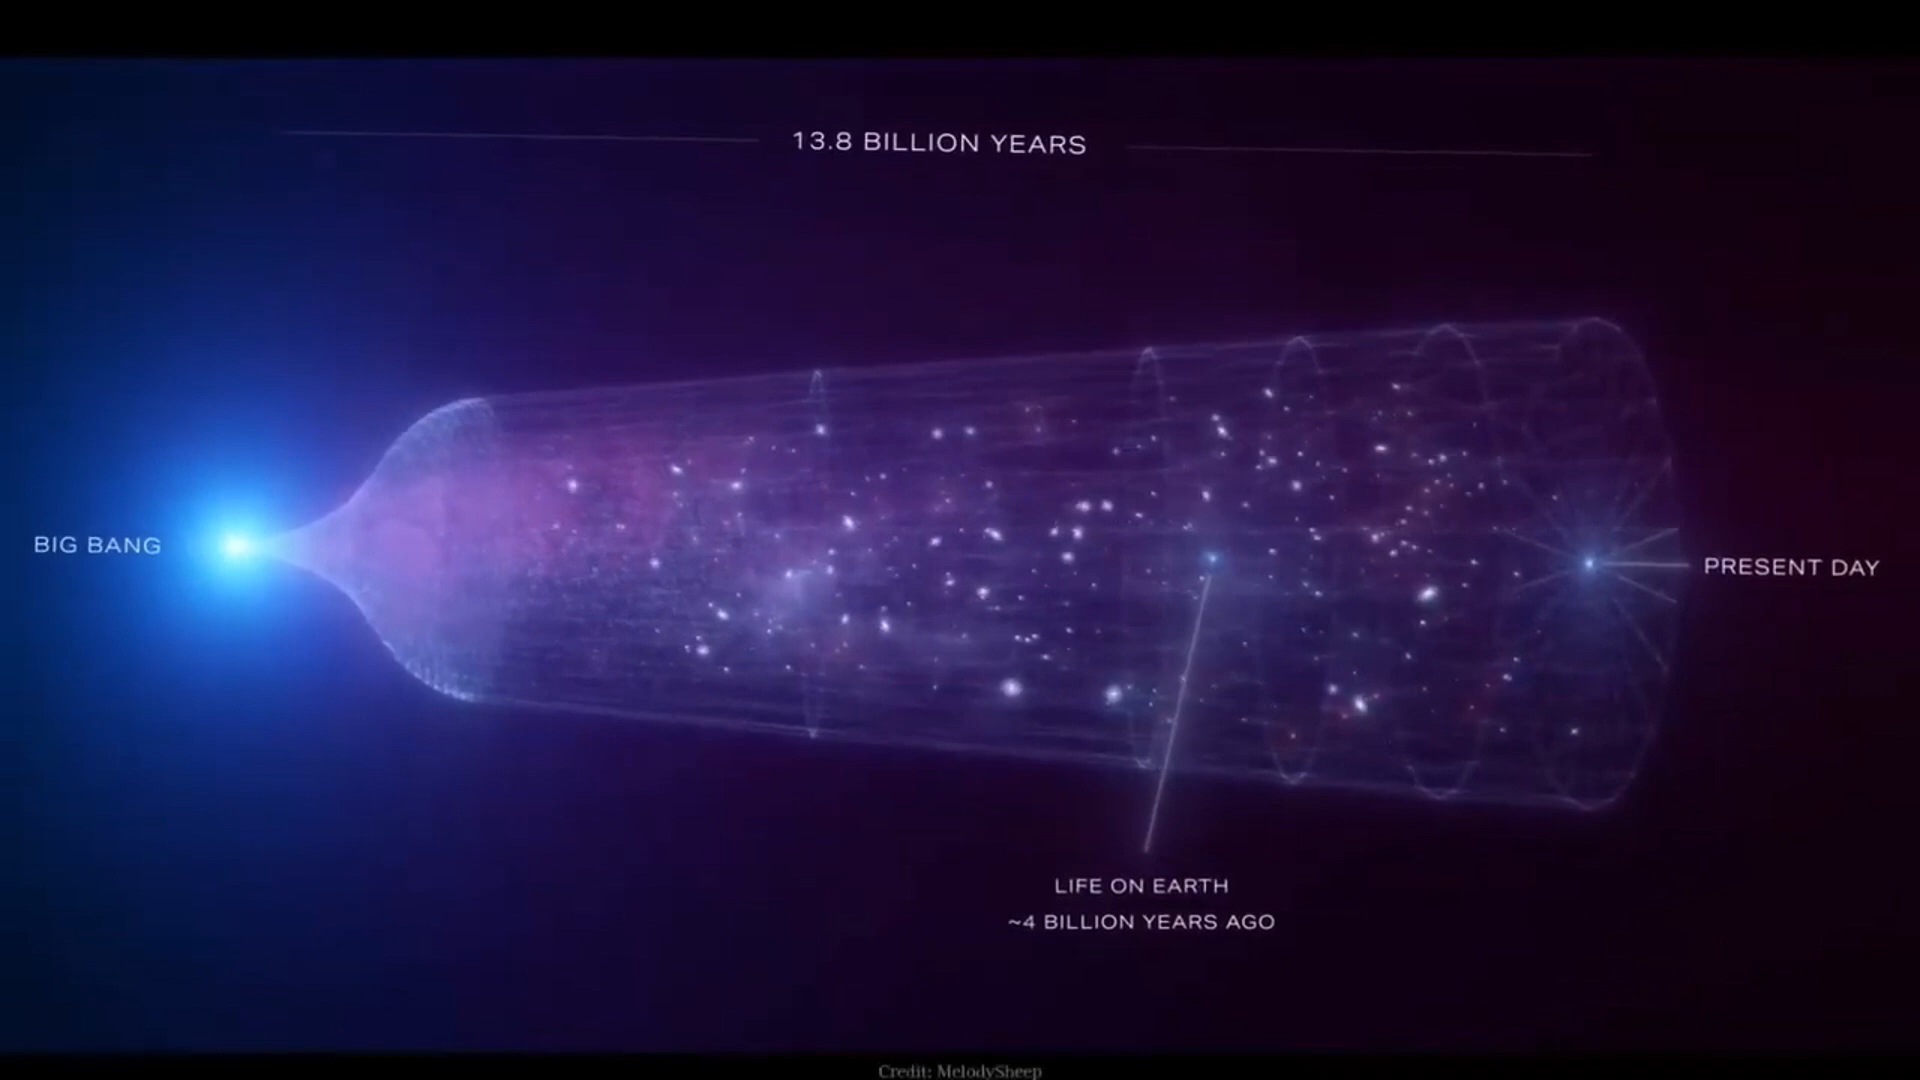 13.8 BILLION YEARS
BIG BANG
PRESENT DAY
LIFE ON EARTH
~4 BILLION YEARS AGO
Credit: MelodySheep